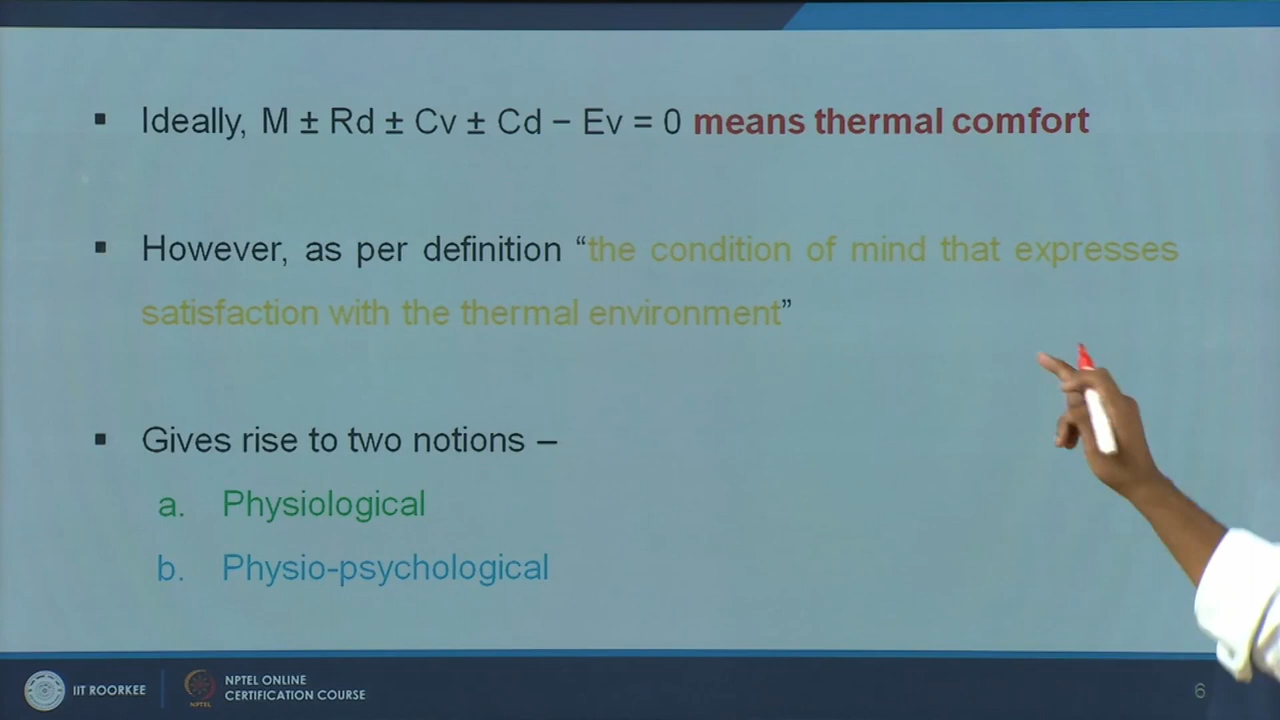 ▪ Ideally, M ± Rd ± Cv ± Cd − Ev = 0 means thermal comfort
▪ However, as per definition “the condition of mind that expresses
satisfaction with the thermal environment”
▪ Gives rise to two notions –
a. Physiological
b. Physio-psychological
IIT ROORKEE
NPTEL
NPTEL ONLINE
CERTIFICATION COURSE
6